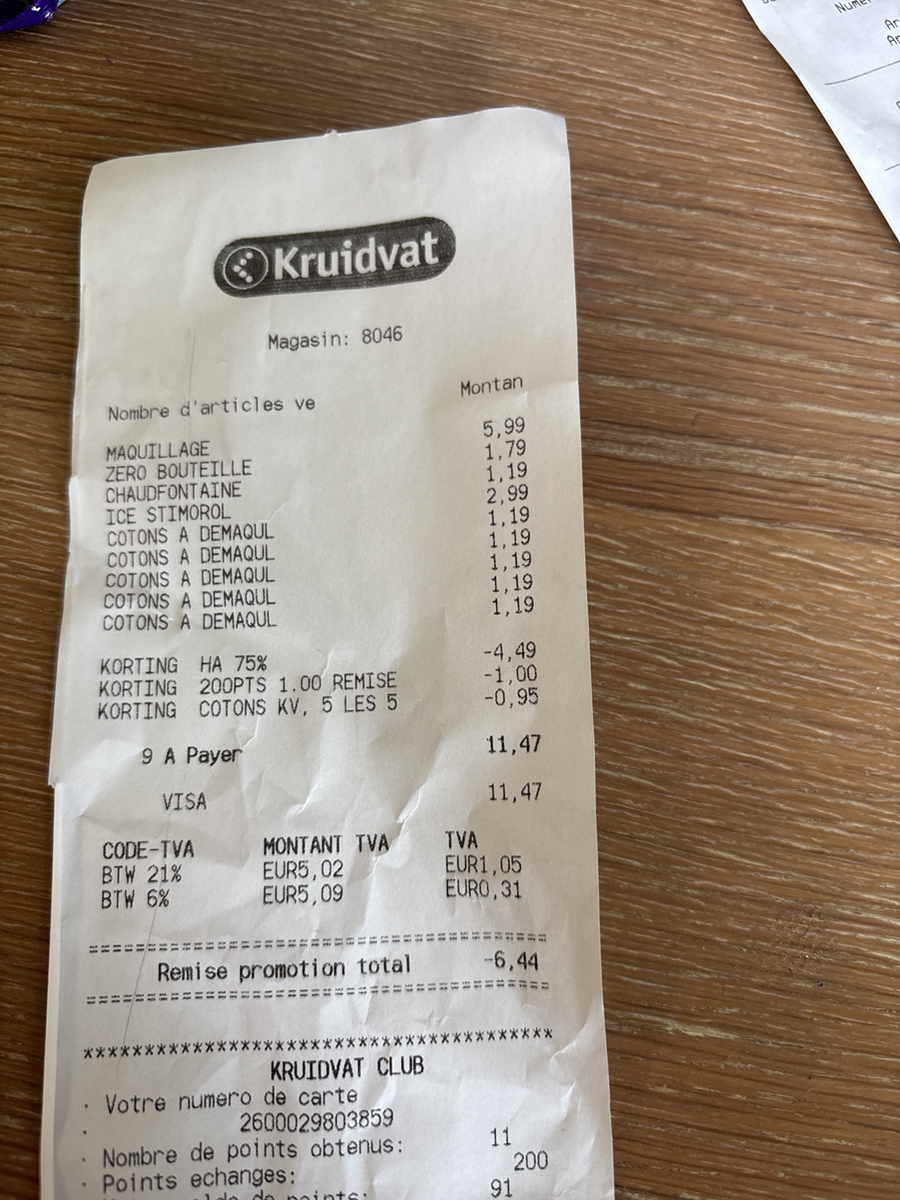 Kruidvat
Magasin: 8046
Nombre d'articles ve Montan
MAQUILLAGE 5,99
ZERO BOUTEILLE 1,79
CHAUDFONTAINE 1,19
ICE STIMOROL 2,99
COTONS A DEMAQUL 1,19
COTONS A DEMAQUL 1,19
COTONS A DEMAQUL 1,19
COTONS A DEMAQUL 1,19
COTONS A DEMAQUL 1,19
KORTING HA 75% -4,49
KORTING 200PTS 1.00 REMISE -1,00
KORTING COTONS KV, 5 LES 5 -0,95
9 A Payer 11,47
VISA 11,47
CODE-TVA MONTANT TVA TVA
BTW 21% EUR5,02 EUR1,05
BTW 6% EUR5,09 EUR0,31
==========================================
Remise promotion total -6,44
==========================================
******************************************
KRUIDVAT CLUB
· Votre numero de carte
· 2600029803859
· Nombre de points obtenus: 11
· Points echanges: 200
de points: 91